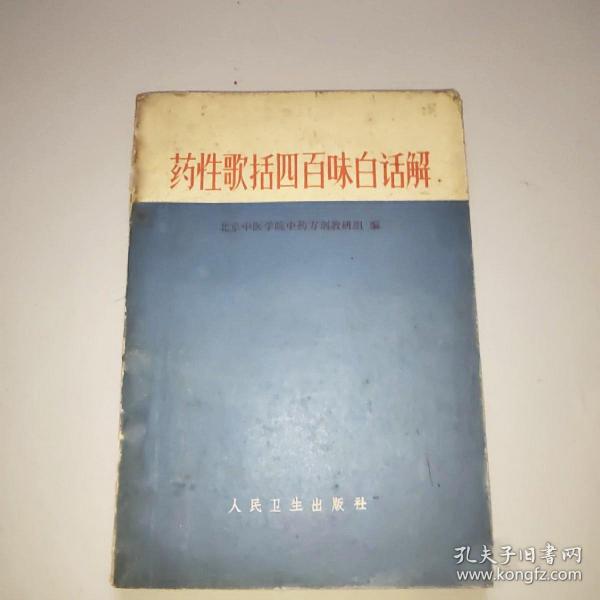 药性歌括四百味白话解
北京中医学院中药方剂教研组 编
人民卫生出版社
孔夫子旧书网
www.kongfz.com